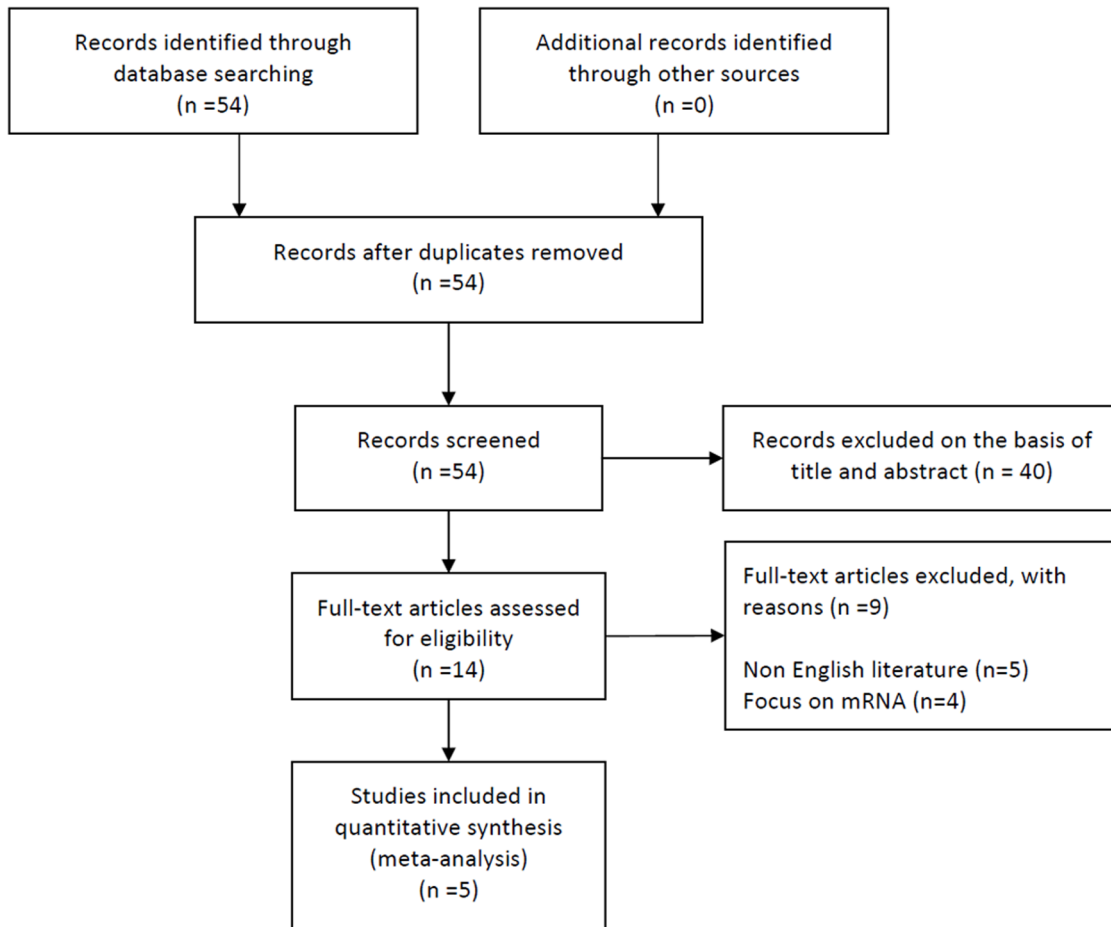 Records identified through
database searching
(n =54)
Additional records identified
through other sources
(n =0)
Records after duplicates removed
(n =54)
Records screened
(n =54)
Records excluded on the basis of
title and abstract (n = 40)
Full-text articles assessed
for eligibility
(n =14)
Full-text articles excluded, with
reasons (n =9)
Non English literature (n=5)
Focus on mRNA (n=4)
Studies included in
quantitative synthesis
(meta-analysis)
(n =5)